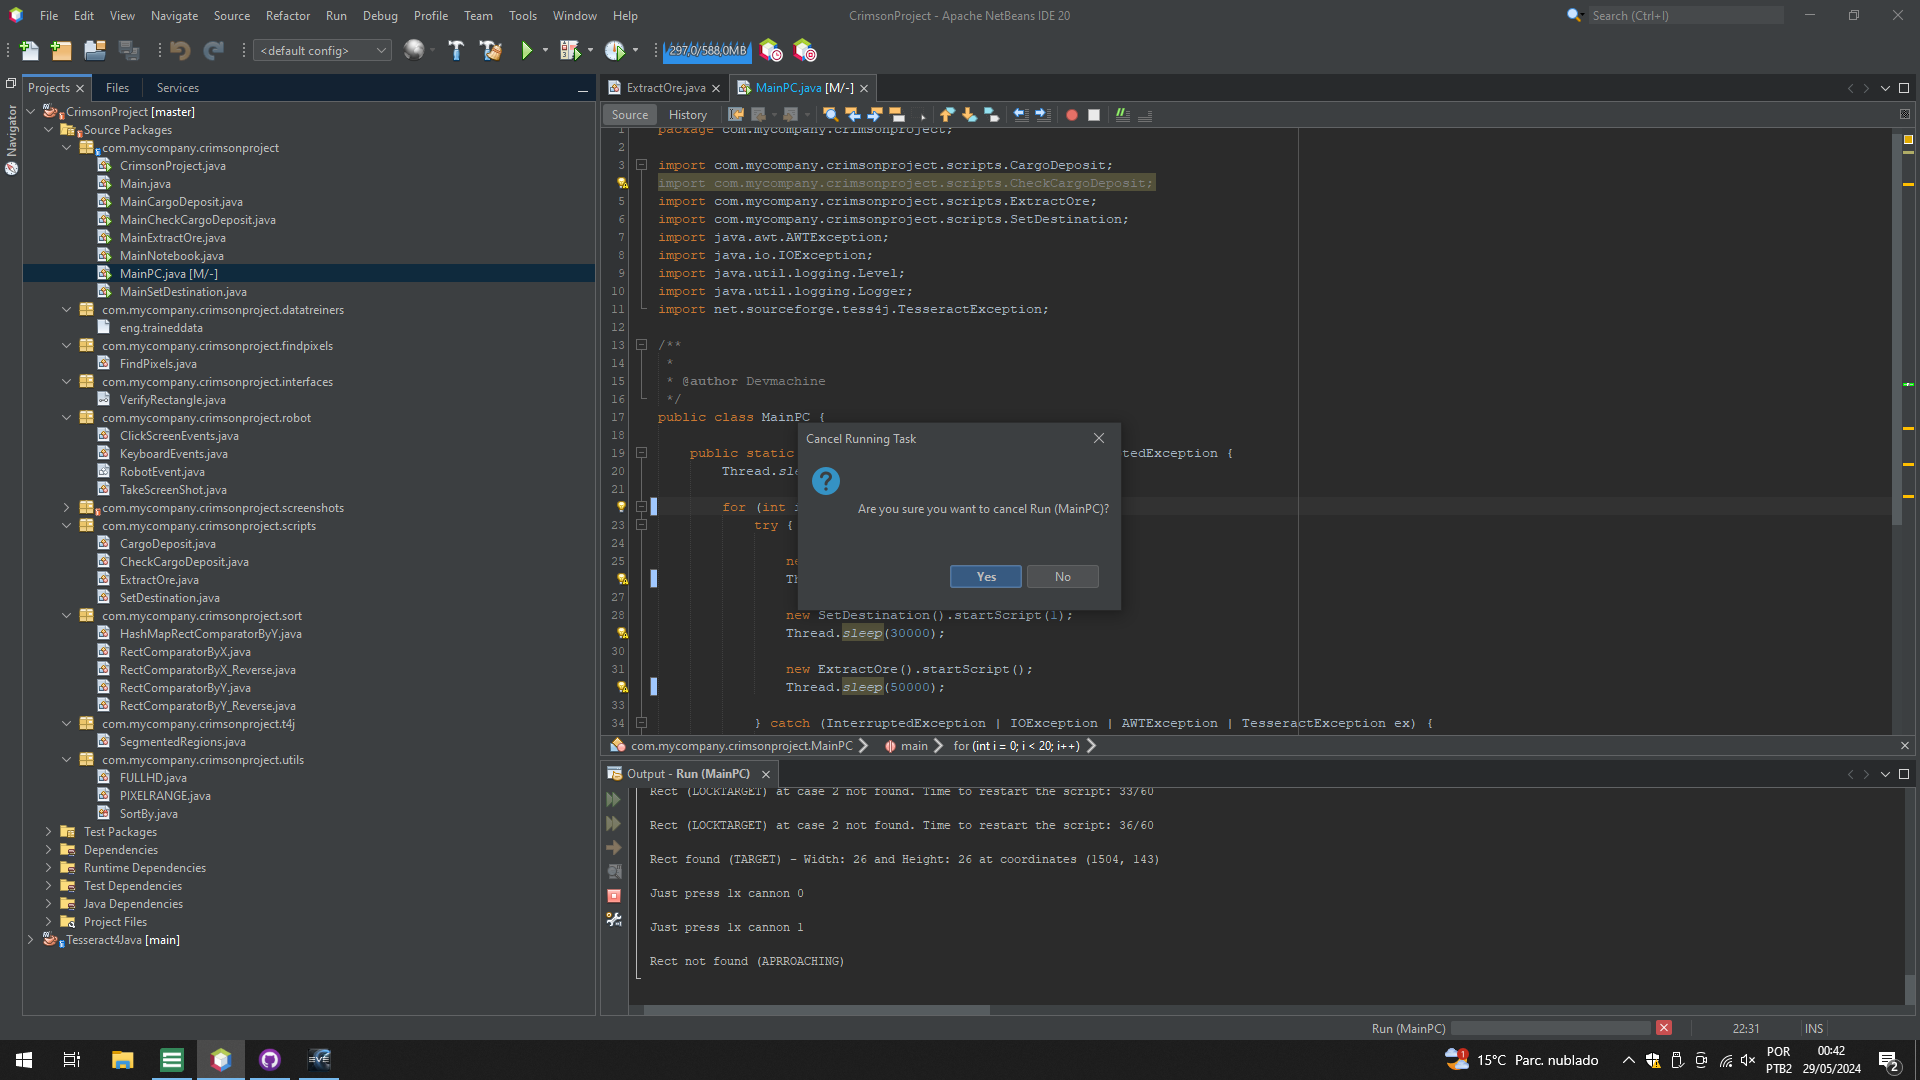 File Edit View Navigate Source Refactor Run Debug Profile Team Tools Window Help
CrimsonProject - Apache NetBeans IDE 20
Search (Ctrl+I)
<default config>
297,0/588,0MB
Projects
Files
Services
Navigator
CrimsonProject [master]
Source Packages
com.mycompany.crimsonproject
CrimsonProject.java
Main.java
MainCargoDeposit.java
MainCheckCargoDeposit.java
MainExtractOre.java
MainNotebook.java
MainPC.java [M/-]
MainSetDestination.java
com.mycompany.crimsonproject.datatreiners
eng.traineddata
com.mycompany.crimsonproject.findpixels
FindPixels.java
com.mycompany.crimsonproject.interfaces
VerifyRectangle.java
com.mycompany.crimsonproject.robot
ClickScreenEvents.java
KeyboardEvents.java
RobotEvent.java
TakeScreenShot.java
com.mycompany.crimsonproject.screenshots
com.mycompany.crimsonproject.scripts
CargoDeposit.java
CheckCargoDeposit.java
ExtractOre.java
SetDestination.java
com.mycompany.crimsonproject.sort
HashMapRectComparatorByY.java
RectComparatorByX.java
RectComparatorByX_Reverse.java
RectComparatorByY.java
RectComparatorByY_Reverse.java
com.mycompany.crimsonproject.t4j
SegmentedRegions.java
com.mycompany.crimsonproject.utils
FULLHD.java
PIXELRANGE.java
SortBy.java
Test Packages
Dependencies
Runtime Dependencies
Test Dependencies
Java Dependencies
Project Files
Tesseract4Java [main]
ExtractOre.java
MainPC.java [M/-]
Source
History
1 package com.mycompany.crimsonproject;
2
3 import com.mycompany.crimsonproject.scripts.CargoDeposit;
import com.mycompany.crimsonproject.scripts.CheckCargoDeposit;
5 import com.mycompany.crimsonproject.scripts.ExtractOre;
6 import com.mycompany.crimsonproject.scripts.SetDestination;
7 import java.awt.AWTException;
8 import java.io.IOException;
9 import java.util.logging.Level;
10 import java.util.logging.Logger;
11 import net.sourceforge.tess4j.TesseractException;
12
13 /**
14 *
15 * @author Devmachine
16 */
17 public class MainPC {
18
19 public static tedException {
20 Thread.sle
21
for (int i
23 try {
24
25 ne
Th
27
28 new SetDestination().startScript(1);
Thread.sleep(30000);
30
31 new ExtractOre().startScript();
Thread.sleep(50000);
33
34 } catch (InterruptedException | IOException | AWTException | TesseractException ex) {
Cancel Running Task
Are you sure you want to cancel Run (MainPC)?
Yes
No
com.mycompany.crimsonproject.MainPC
main
for (int i = 0; i < 20; i++)
Output - Run (MainPC)
Rect (LOCKTARGET) at case 2 not found. Time to restart the script: 33/60
Rect (LOCKTARGET) at case 2 not found. Time to restart the script: 36/60
Rect found (TARGET) - Width: 26 and Height: 26 at coordinates (1504, 143)
Just press 1x cannon 0
Just press 1x cannon 1
Rect not found (APRROACHING)
Run (MainPC)
22:31
INS
EVE
1
15°C Parc. nublado
POR
PTB2
00:42
29/05/2024
2